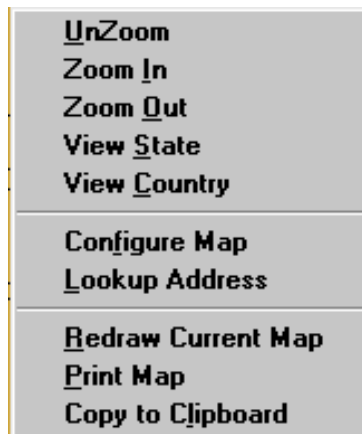 UnZoom
Zoom In
Zoom Out
View State
View Country
Configure Map
Lookup Address
Redraw Current Map
Print Map
Copy to Clipboard